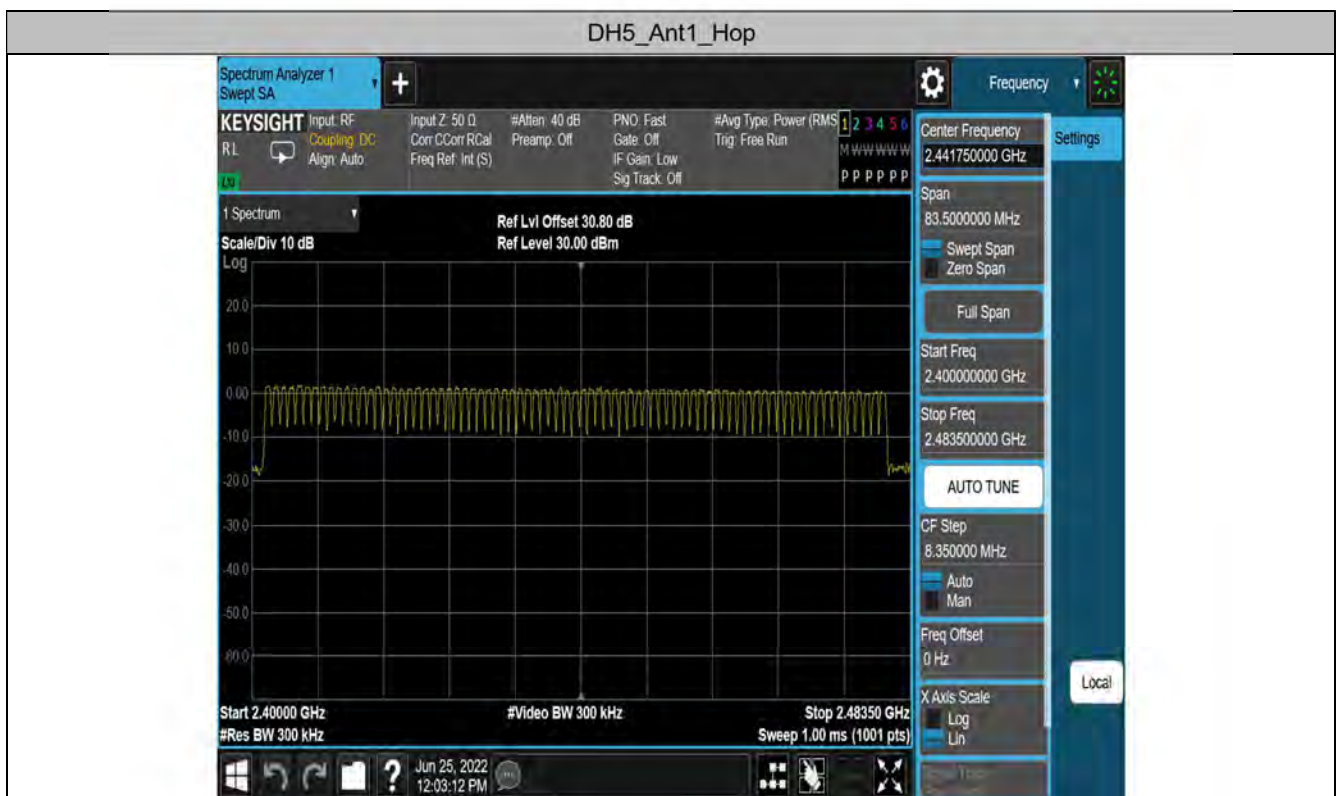 DH5_Ant1_Hop
Spectrum Analyzer 1
Swept SA
+
Frequency
KEYSIGHT
RL
Input: RF
Coupling: DC
Align: Auto
Input Z: 50 Ω
Corr CCorr RCal
Freq Ref: Int (S)
#Atten: 40 dB
Preamp: Off
PNO: Fast
Gate: Off
IF Gain: Low
Sig Track: Off
#Avg Type: Power (RMS
Trig: Free Run
1 2 3 4 5 6
M W W W W W
P P P P P P
Center Frequency
2.441750000 GHz
Settings
Span
83.5000000 MHz
Swept Span
Zero Span
Full Span
Start Freq
2.400000000 GHz
Stop Freq
2.483500000 GHz
AUTO TUNE
CF Step
8.350000 MHz
Auto
Man
Freq Offset
0 Hz
X Axis Scale
Log
Lin
Local
1 Spectrum
Scale/Div 10 dB
Ref Lvl Offset 30.80 dB
Ref Level 30.00 dBm
Log
20.0
10.0
0.00
-10.0
-20.0
-30.0
-40.0
-50.0
-60.0
Start 2.40000 GHz
#Res BW 300 kHz
#Video BW 300 kHz
Stop 2.48350 GHz
Sweep 1.00 ms (1001 pts)
?
Jun 25, 2022
12:03:12 PM